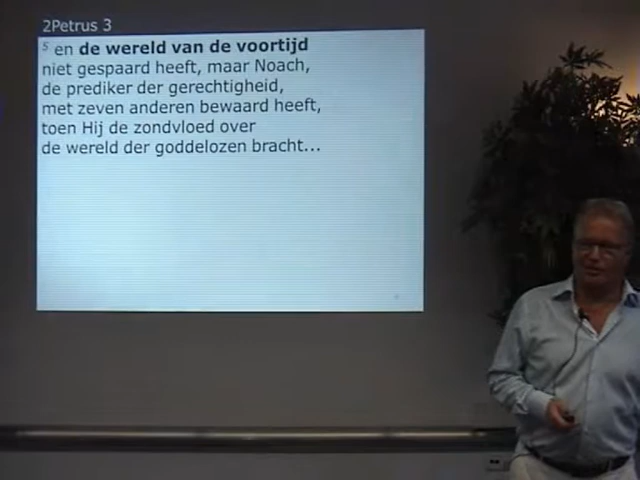 2Petrus 3
5 en de wereld van de voortijd
niet gespaard heeft, maar Noach,
de prediker der gerechtigheid,
met zeven anderen bewaard heeft,
toen Hij de zondvloed over
de wereld der goddelozen bracht...